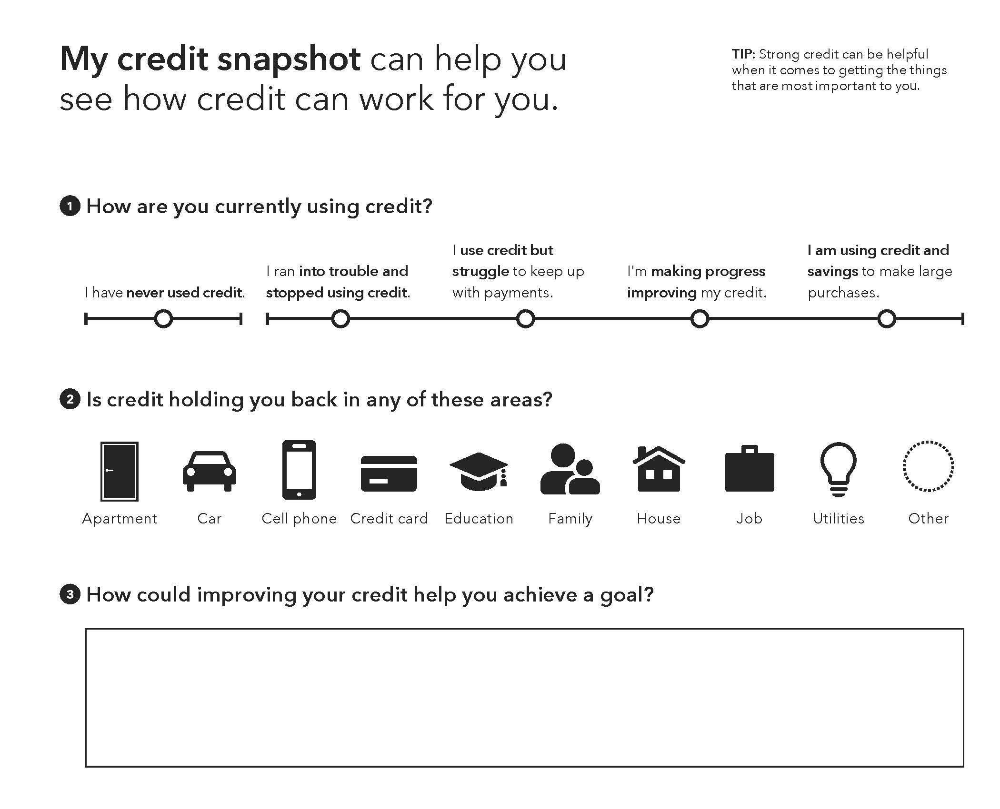 My credit snapshot can help you
see how credit can work for you.
TIP: Strong credit can be helpful
when it comes to getting the things
that are most important to you.
1 How are you currently using credit?
I have never used credit.
I ran into trouble and
stopped using credit.
I use credit but
struggle to keep up
with payments.
I'm making progress
improving my credit.
I am using credit and
savings to make large
purchases.
2 Is credit holding you back in any of these areas?
Apartment
Car
Cell phone
Credit card
Education
Family
House
Job
Utilities
Other
3 How could improving your credit help you achieve a goal?